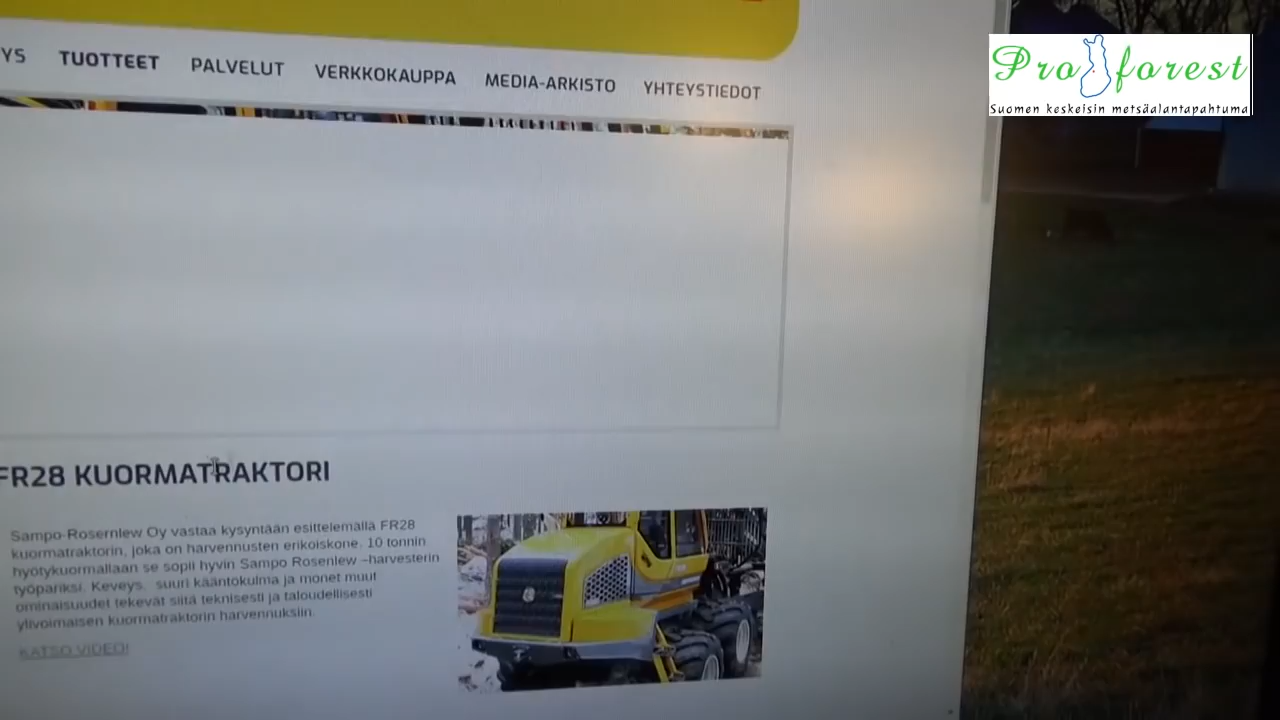 YS TUOTTEET PALVELUT VERKKOKAUPPA MEDIA-ARKISTO YHTEYSTIEDOT
Pro forest
Suomen keskeisin metsäalantapahtuma
FR28 KUORMATRAKTORI
Sampo-Rosernlew Oy vastaa kysyntään esittelemällä FR28
kuormatraktorin, joka on harvennusten erikoiskone. 10 tonnin
hyötykuormallaan se sopii hyvin Sampo Rosenlew –harvesterin
työpariksi. Keveys, suuri kääntokulma ja monet muut
ominaisuudet tekevät siitä teknisesti ja taloudellisesti
ylivoimaisen kuormatraktorin harvennuksiin.
KATSO VIDEO!